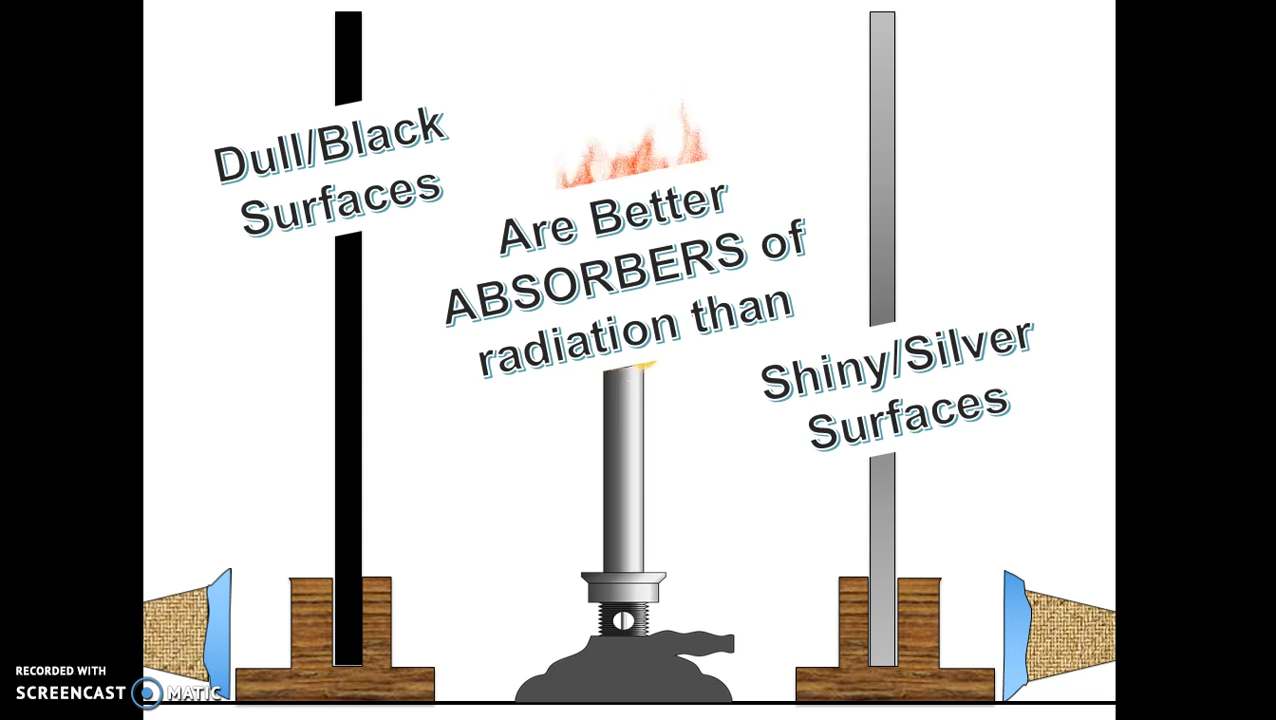 Dull/Black
Surfaces
Are Better
ABSORBERS of
radiation than
Shiny/Silver
Surfaces
RECORDED WITH
SCREENCAST MATIC